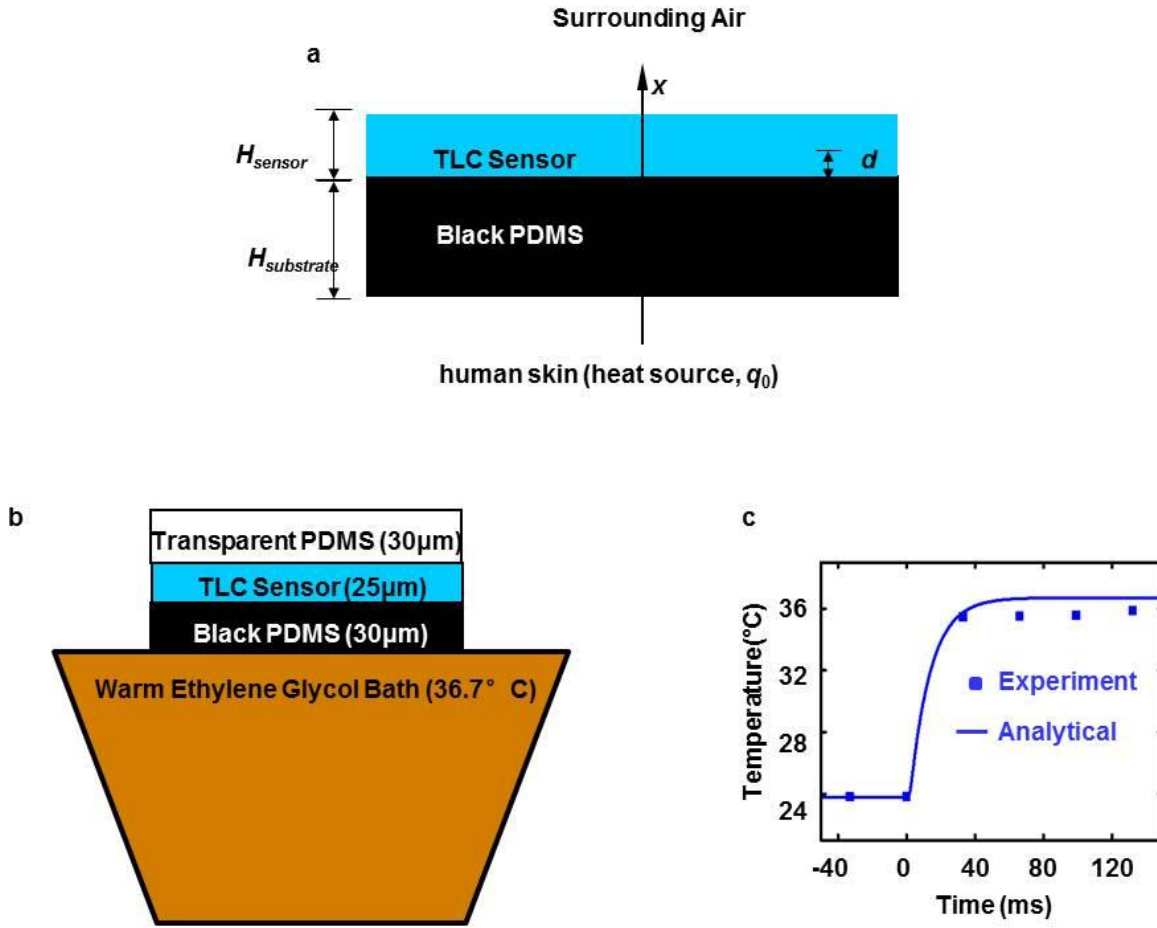 Surrounding Air
a
x
H_sensor
TLC Sensor
d
Black PDMS
H_substrate
human skin (heat source, q₀)
b
Transparent PDMS (30µm)
TLC Sensor (25µm)
Black PDMS (30µm)
Warm Ethylene Glycol Bath (36.7° C)
c
Temperature(°C)
36
32
28
24
Experiment
Analytical
-40 0 40 80 120
Time (ms)